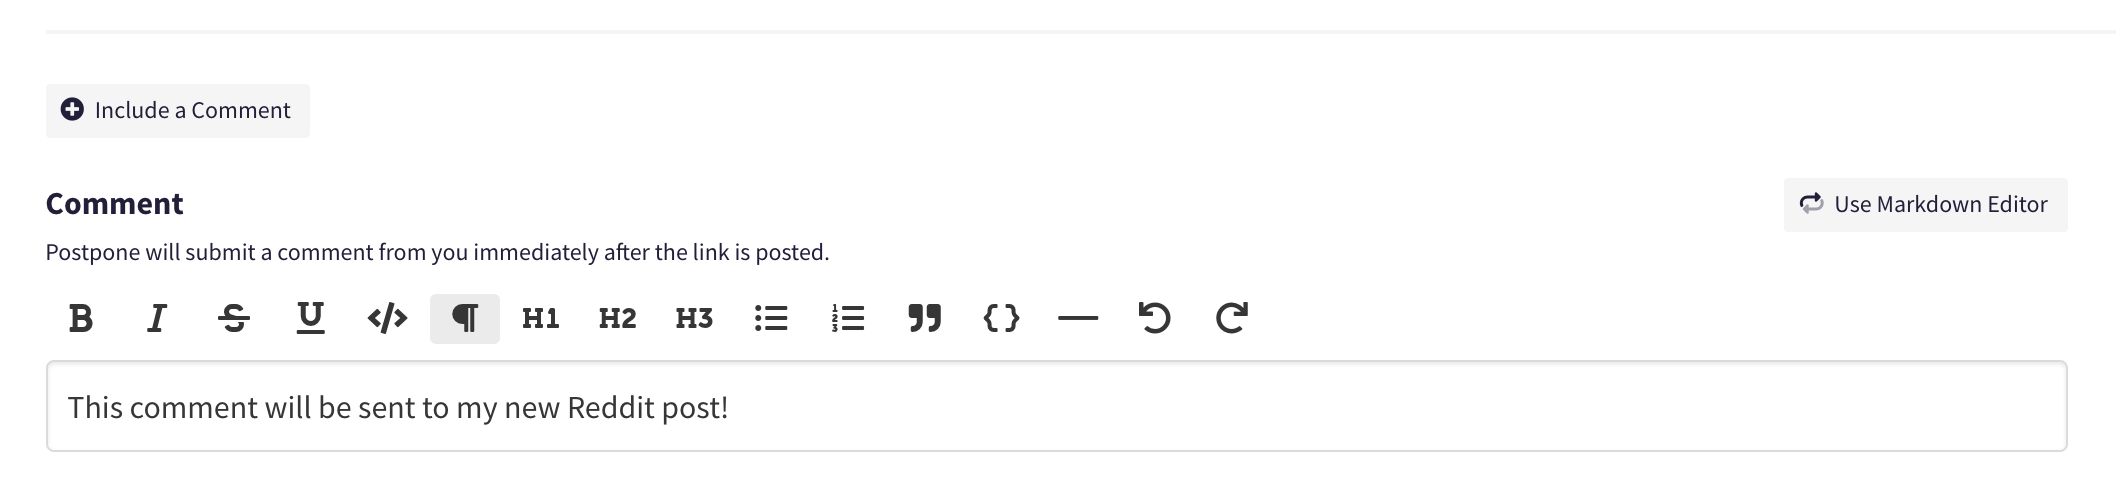 Include a Comment
Comment
Use Markdown Editor
Postpone will submit a comment from you immediately after the link is posted.
B I S U </> ¶ H1 H2 H3 {}
This comment will be sent to my new Reddit post!